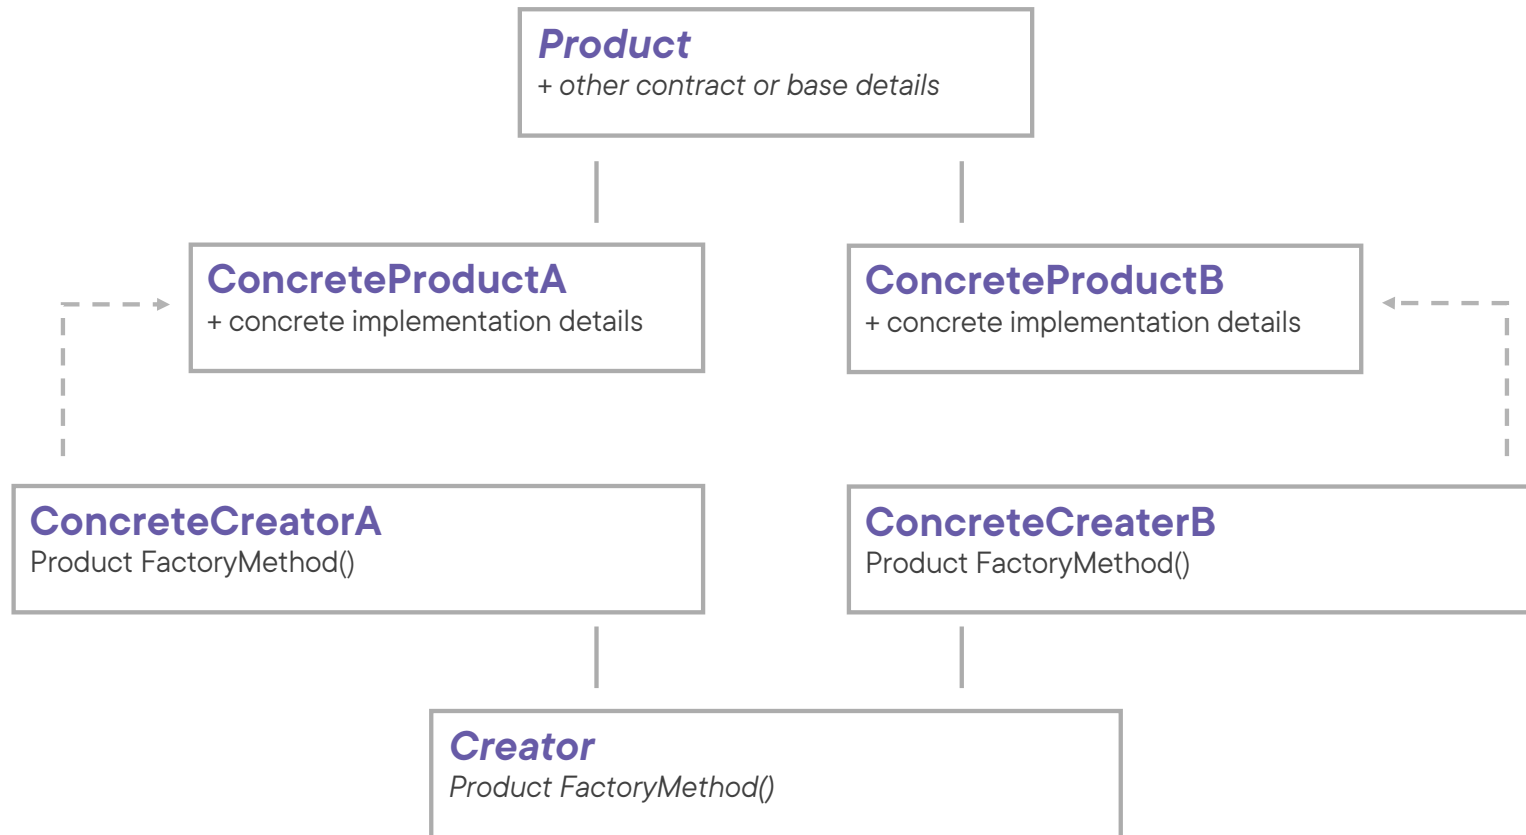 Product
+ other contract or base details
ConcreteProductA
+ concrete implementation details
ConcreteProductB
+ concrete implementation details
ConcreteCreatorA
Product FactoryMethod()
ConcreteCreaterB
Product FactoryMethod()
Creator
Product FactoryMethod()